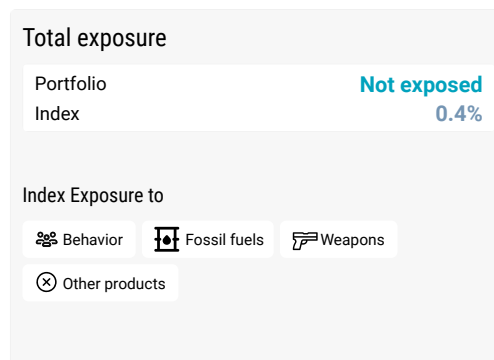 Total exposure
Portfolio Not exposed
Index 0.4%
Index Exposure to
Behavior Fossil fuels Weapons
Other products